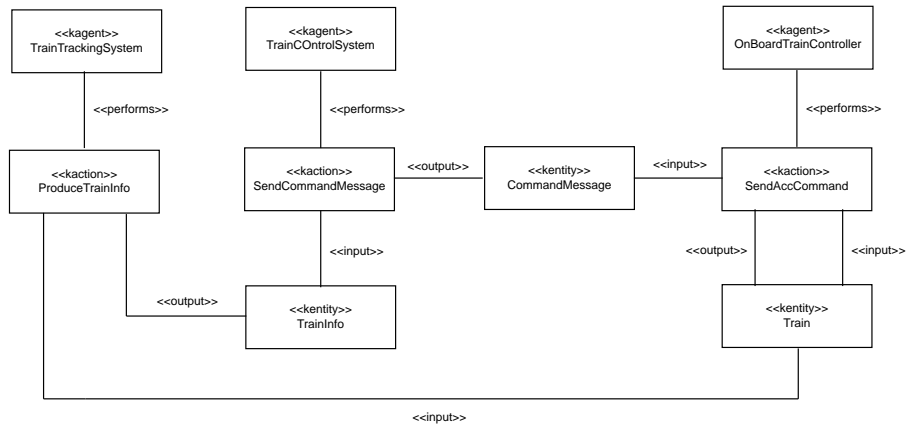 <<kagent>>
TrainTrackingSystem
<<kagent>>
TrainCOntrolSystem
<<kagent>>
OnBoardTrainController
<<performs>>
<<performs>>
<<performs>>
<<kaction>>
ProduceTrainInfo
<<kaction>>
SendCommandMessage
<<output>>
<<kentity>>
CommandMessage
<<input>>
<<kaction>>
SendAccCommand
<<input>>
<<output>>
<<input>>
<<output>>
<<kentity>>
TrainInfo
<<kentity>>
Train
<<input>>